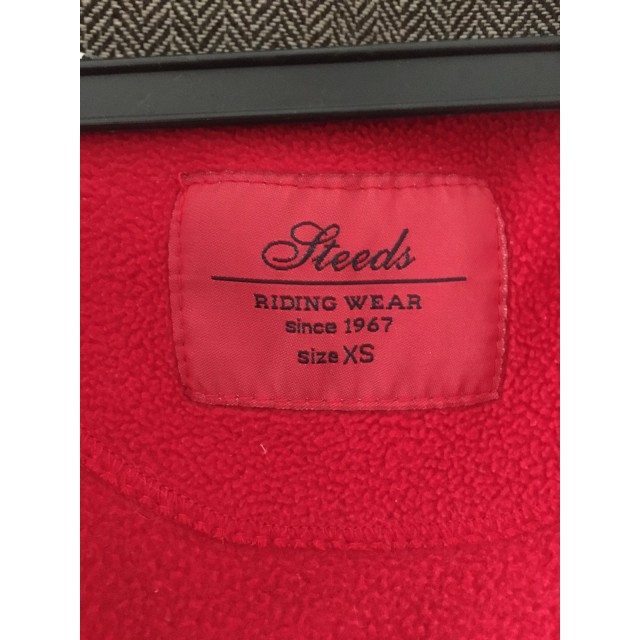 Steeds
RIDING WEAR
since 1967
size XS